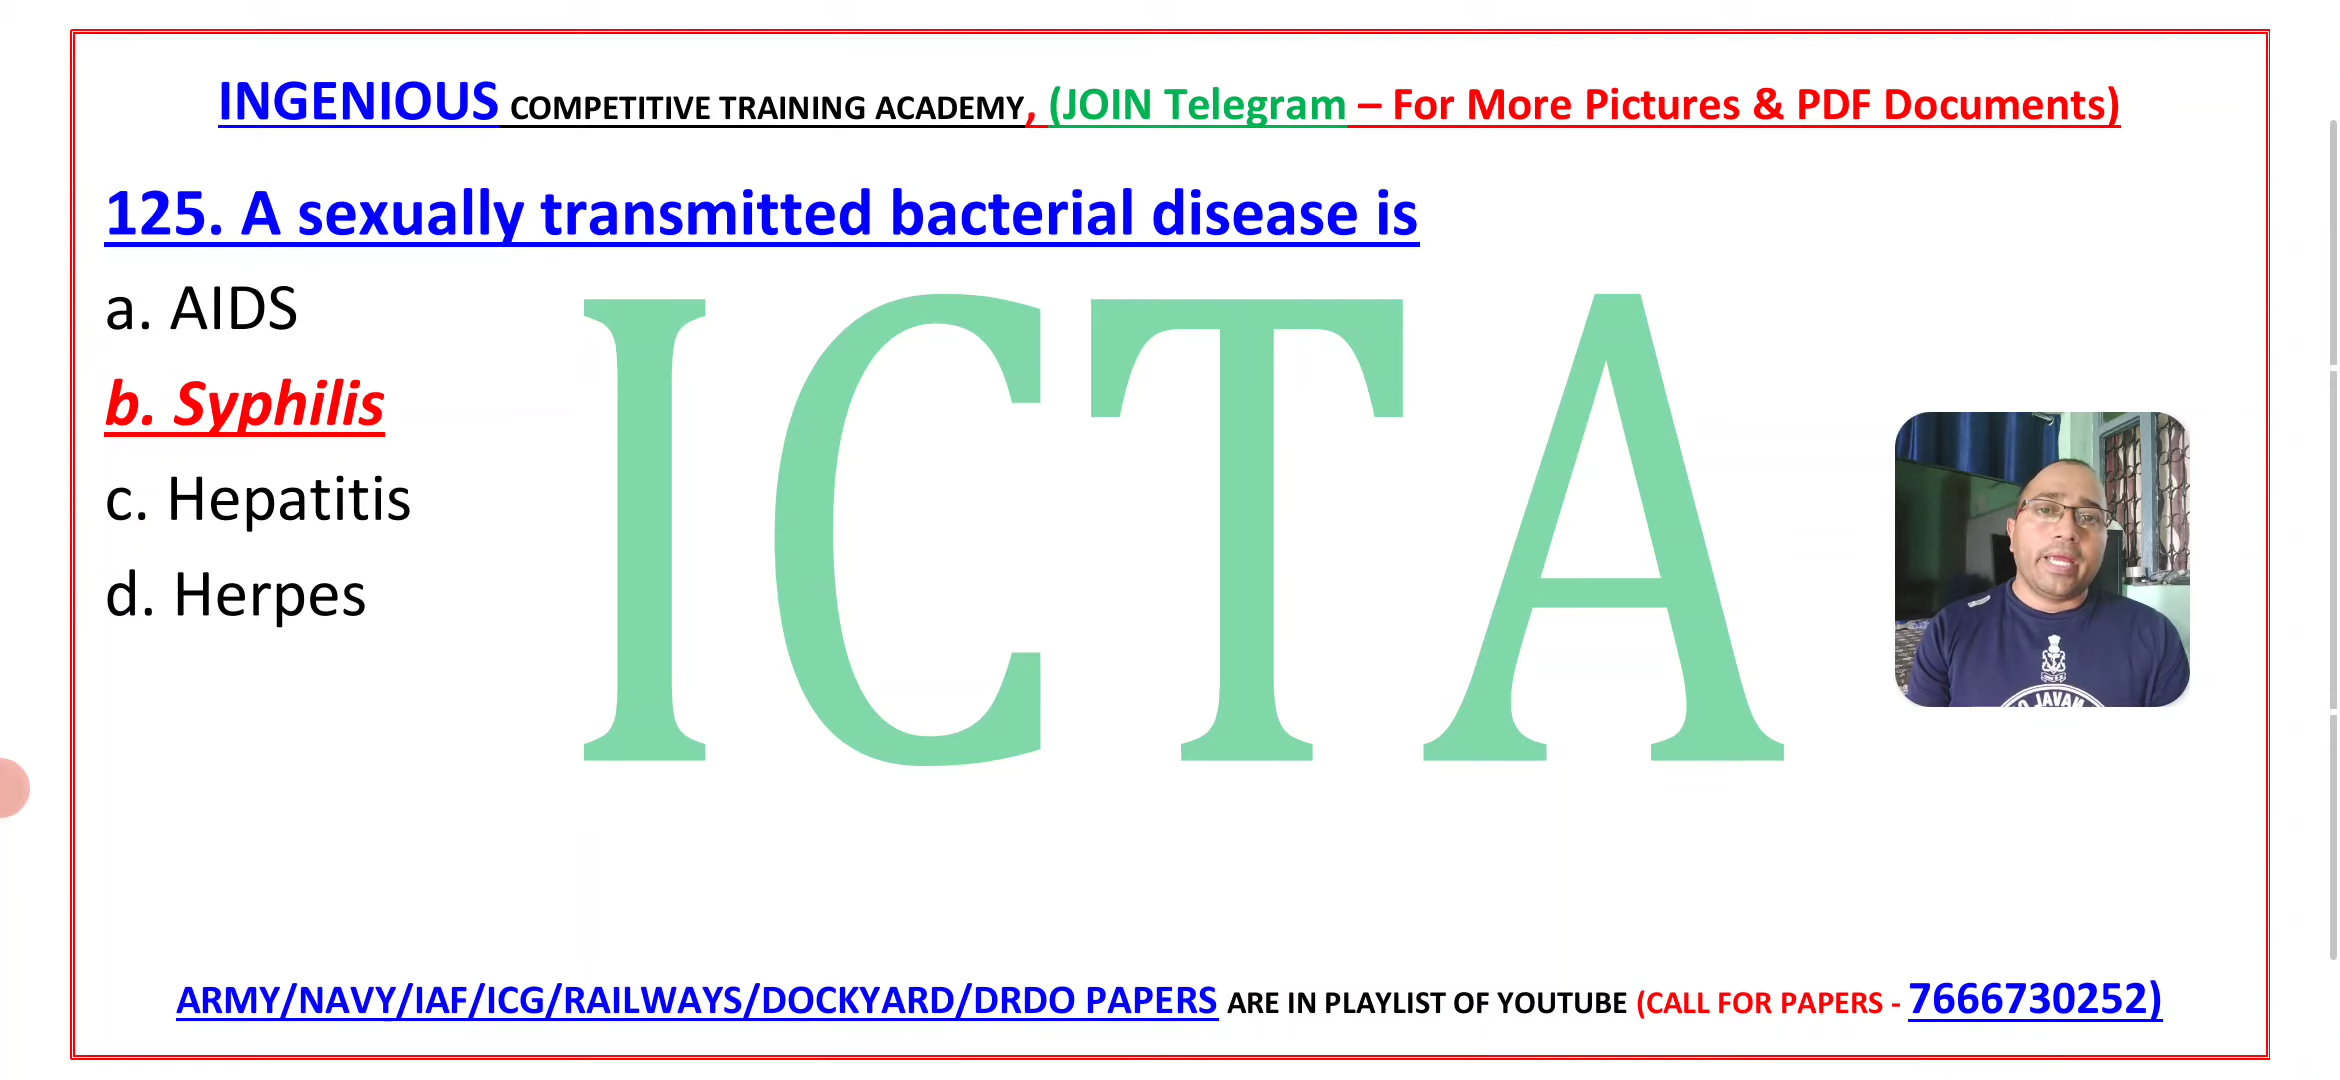 INGENIOUS COMPETITIVE TRAINING ACADEMY, (JOIN Telegram – For More Pictures & PDF Documents)
125. A sexually transmitted bacterial disease is
a. AIDS
b. Syphilis
c. Hepatitis
d. Herpes
ICTA
ARMY/NAVY/IAF/ICG/RAILWAYS/DOCKYARD/DRDO PAPERS ARE IN PLAYLIST OF YOUTUBE (CALL FOR PAPERS - 7666730252)